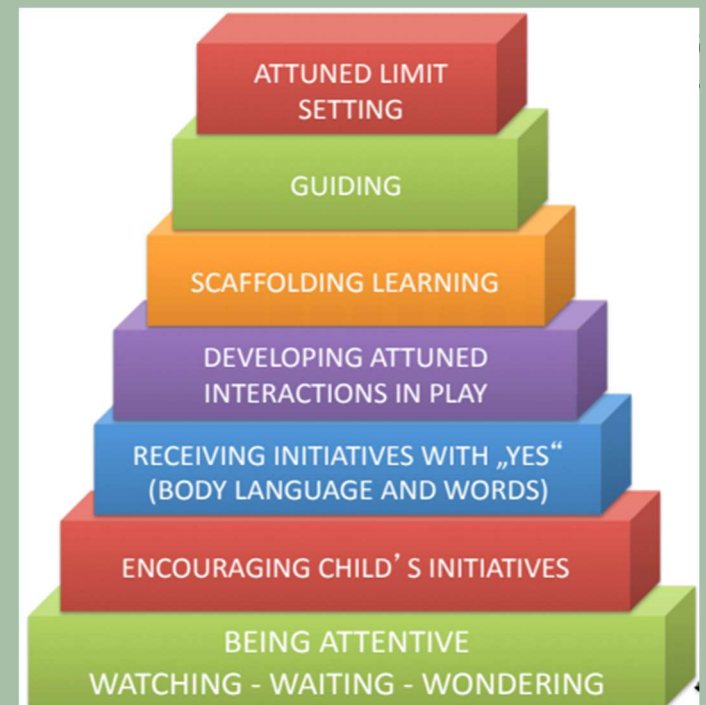 ATTUNED LIMIT
SETTING
GUIDING
SCAFFOLDING LEARNING
DEVELOPING ATTUNED
INTERACTIONS IN PLAY
RECEIVING INITIATIVES WITH „YES“
(BODY LANGUAGE AND WORDS)
ENCOURAGING CHILD’S INITIATIVES
BEING ATTENTIVE
WATCHING - WAITING - WONDERING